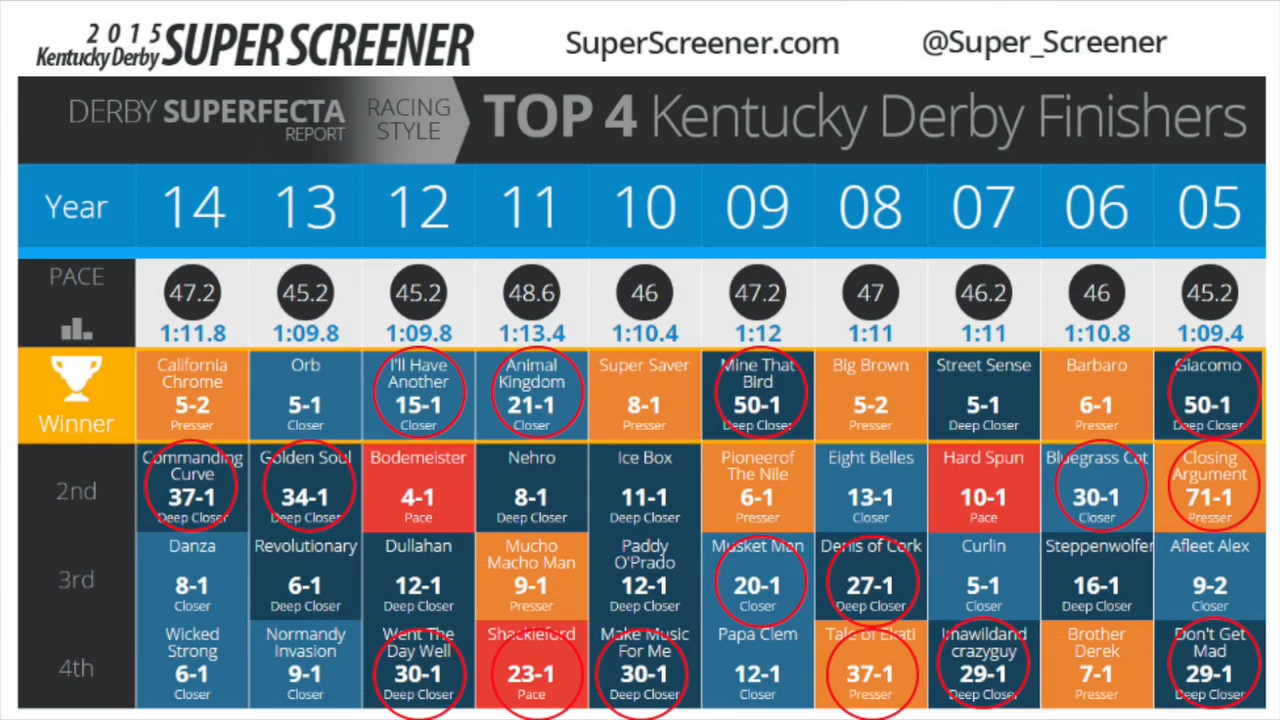 2015
Kentucky Derby SUPER SCREENER
SuperScreener.com
@Super_Screener
DERBY SUPERFECTA
REPORT
RACING
STYLE
TOP 4 Kentucky Derby Finishers
Year 14 13 12 11 10 09 08 07 06 05
PACE
47.2 45.2 45.2 48.6 46 47.2 47 46.2 46 45.2
1:11.8 1:09.8 1:09.8 1:13.4 1:10.4 1:12 1:11 1:11 1:10.8 1:09.4
Winner
California
Chrome
5-2
Presser
Orb
5-1
Closer
I'll Have
Another
15-1
Closer
Animal
Kingdom
21-1
Closer
Super Saver
8-1
Presser
Mine That
Bird
50-1
Deep Closer
Big Brown
5-2
Presser
Street Sense
5-1
Deep Closer
Barbaro
6-1
Presser
Giacomo
50-1
Deep Closer
2nd
Commanding
Curve
37-1
Deep Closer
Golden Soul
34-1
Deep Closer
Bodemeister
4-1
Pace
Nehro
8-1
Deep Closer
Ice Box
11-1
Deep Closer
Pioneerof
The Nile
6-1
Presser
Eight Belles
13-1
Closer
Hard Spun
10-1
Pace
Bluegrass Cat
30-1
Closer
Closing
Argument
71-1
Presser
3rd
Danza
8-1
Closer
Revolutionary
6-1
Deep Closer
Dullahan
12-1
Deep Closer
Mucho
Macho Man
9-1
Presser
Paddy
O'Prado
12-1
Deep Closer
Musket Man
20-1
Closer
Denis of Cork
27-1
Deep Closer
Curlin
5-1
Closer
Steppenwolfer
16-1
Deep Closer
Afleet Alex
9-2
Closer
4th
Wicked
Strong
6-1
Closer
Normandy
Invasion
9-1
Closer
Went The
Day Well
30-1
Deep Closer
Shackleford
23-1
Pace
Make Music
For Me
30-1
Deep Closer
Papa Clem
12-1
Closer
Tale of Ekati
37-1
Presser
Imawildand
crazyguy
29-1
Deep Closer
Brother
Derek
7-1
Presser
Don't Get
Mad
29-1
Deep Closer